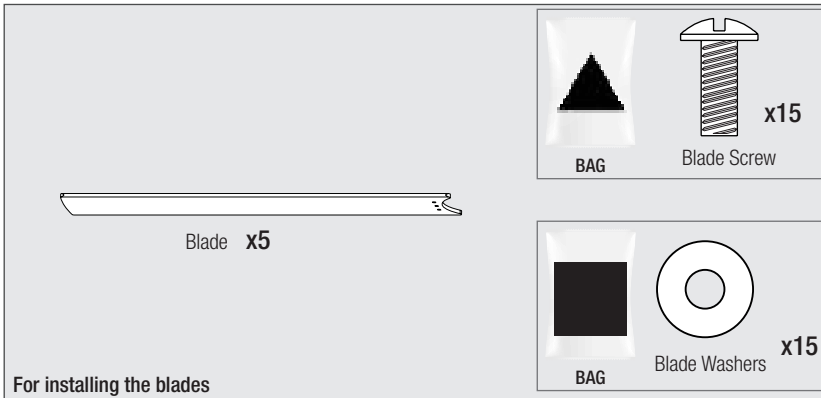 x15
BAG
Blade Screw
Blade x5
x15
Blade Washers
BAG
For installing the blades